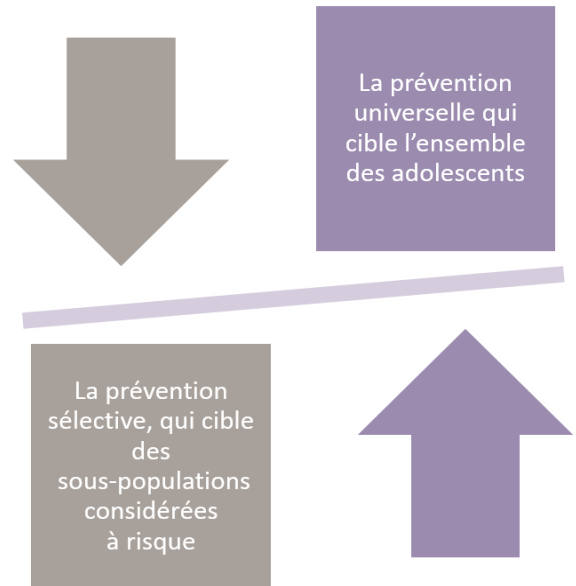 La prévention
universelle qui
cible l’ensemble
des adolescents
La prévention
sélective, qui cible
des
sous-populations
considérées
à risque